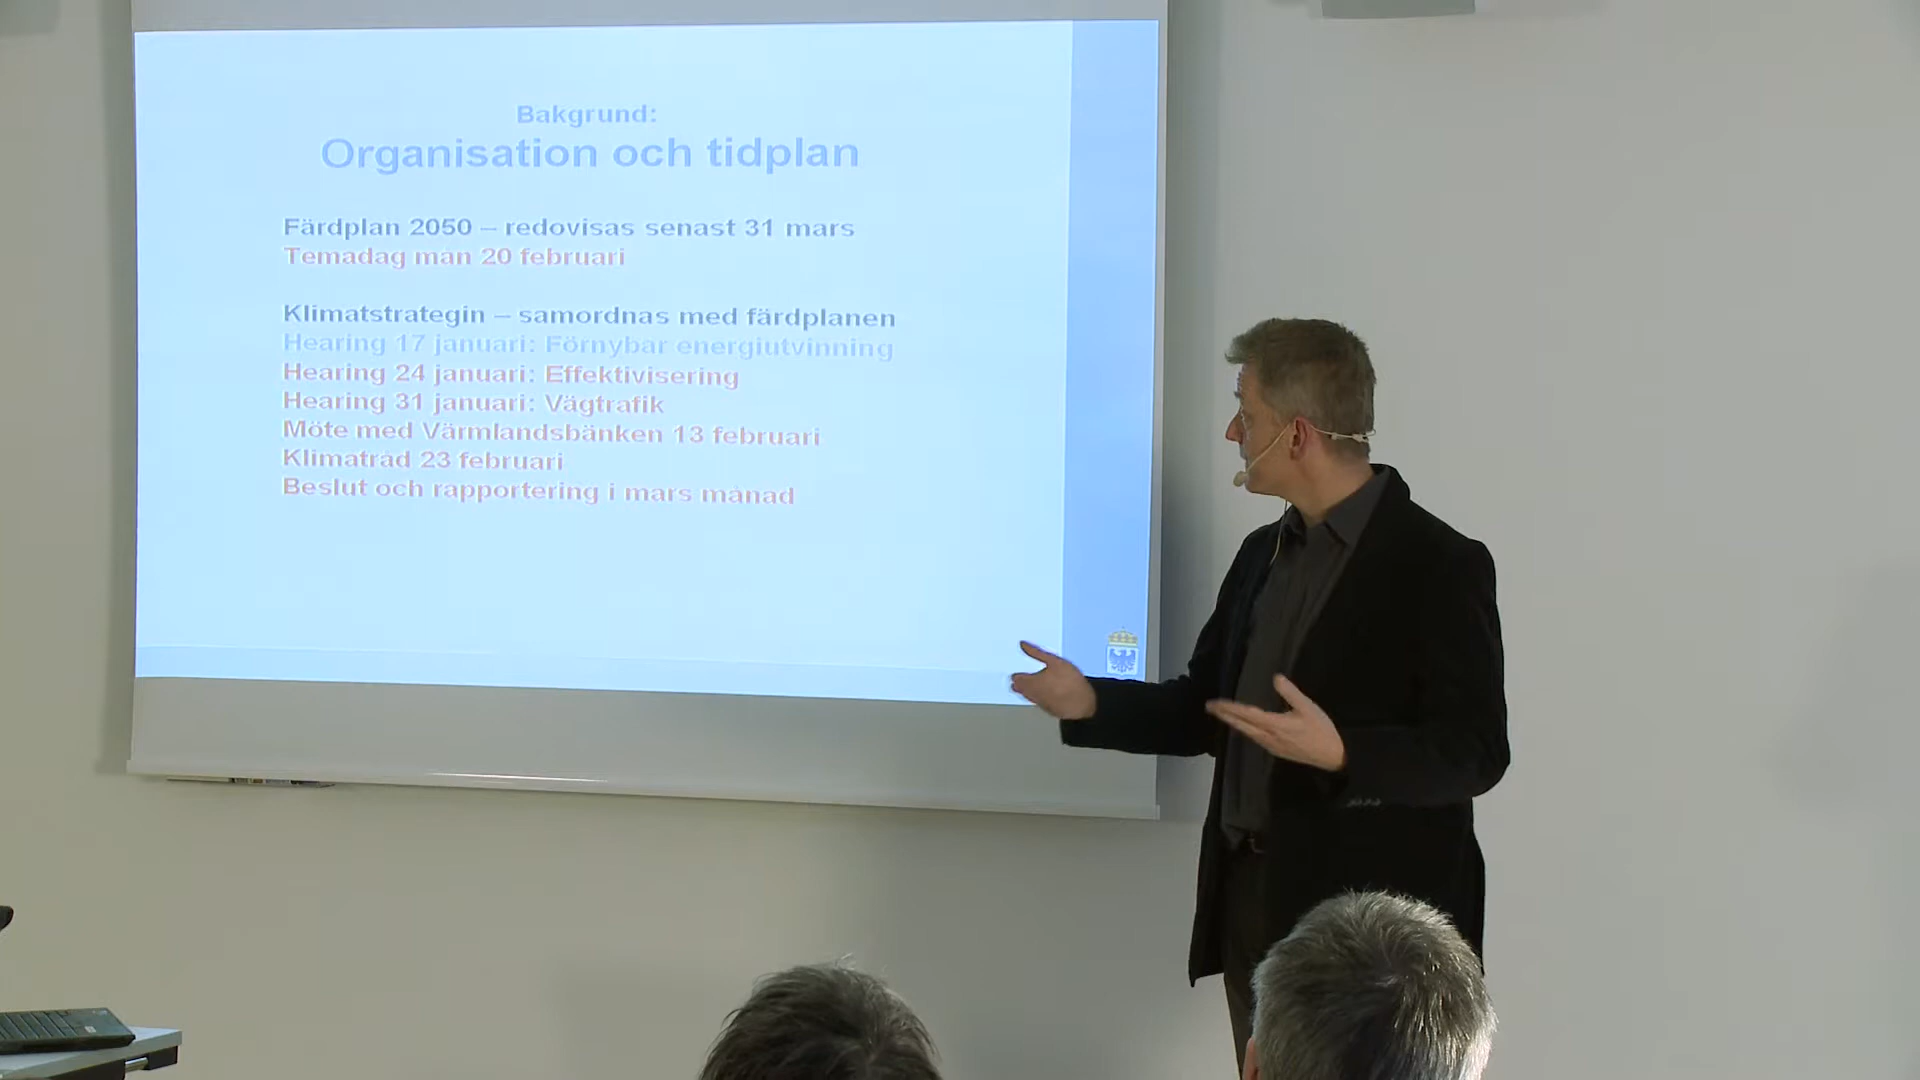 Bakgrund:
Organisation och tidplan
Färdplan 2050 – redovisas senast 31 mars
Temadag mån 20 februari
Klimatstrategin – samordnas med färdplanen
Hearing 17 januari: Förnybar energiutvinning
Hearing 24 januari: Effektivisering
Hearing 31 januari: Vägtrafik
Möte med Värmlandsbänken 13 februari
Klimatråd 23 februari
Beslut och rapportering i mars månad